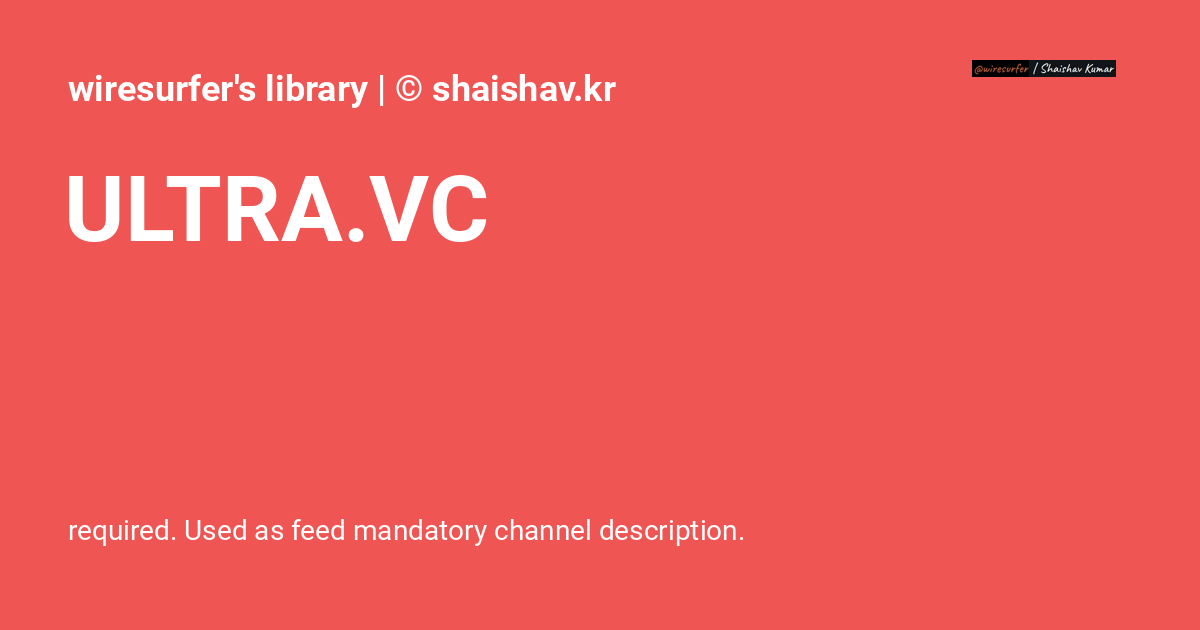 wiresurfer's library | © shaishav.kr
@wiresurfer | Shaishav Kumar
ULTRA.VC
required. Used as feed mandatory channel description.